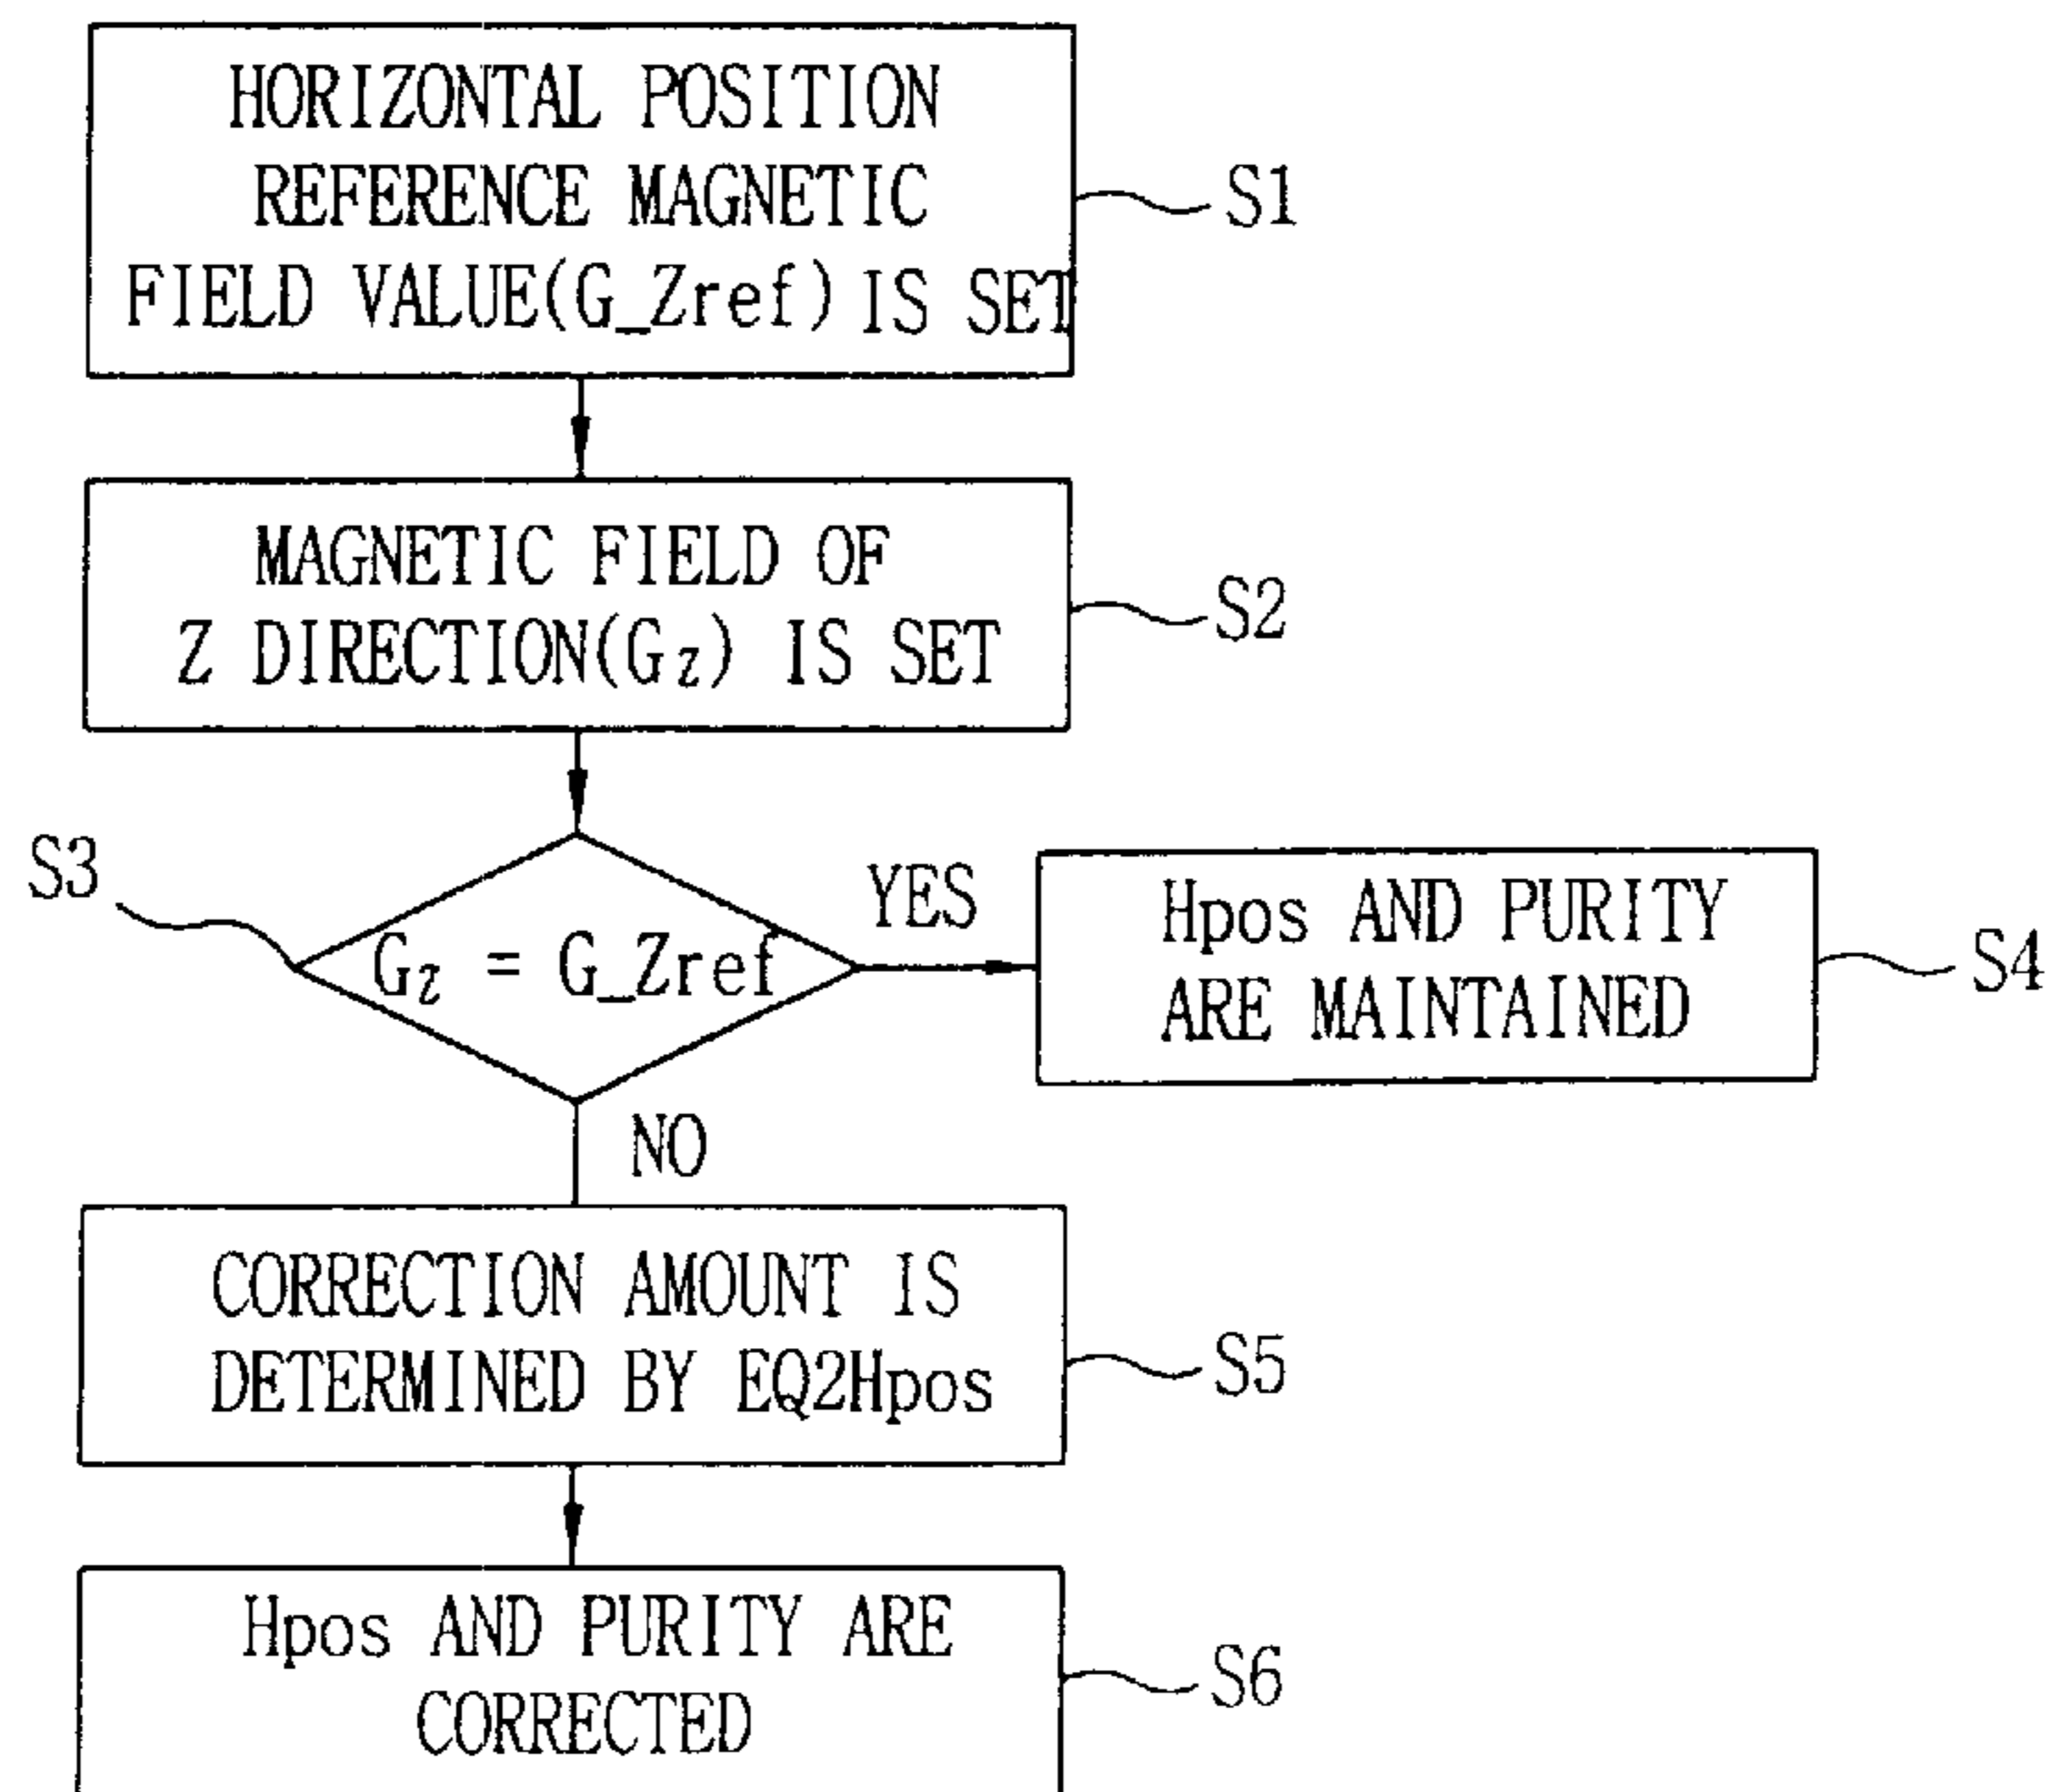 HORIZONTAL POSITION
REFERENCE MAGNETIC
FIELD VALUE(G_Zref) IS SET
S1
MAGNETIC FIELD OF
Z DIRECTION(Gz) IS SET
S2
S3
Gz = G_Zref
YES
Hpos AND PURITY
ARE MAINTAINED
S4
NO
CORRECTION AMOUNT IS
DETERMINED BY EQ2Hpos
S5
Hpos AND PURITY ARE
CORRECTED
S6